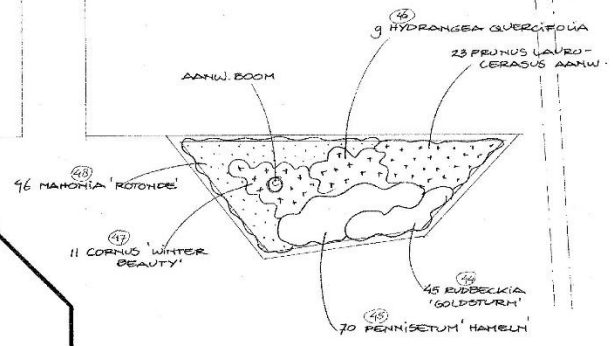 46
9 HYDRANGEA QUERCIFOLIA
23 PRUNUS LAURO-
CERASUS AANW.
AANW. BOOM
48
46 MAHONIA 'ROTONDE'
47
11 CORNUS 'WINTER
BEAUTY'
44
45 RUDBECKIA
'GOLDSTURM'
45
70 PENNISETUM 'HAMELN'